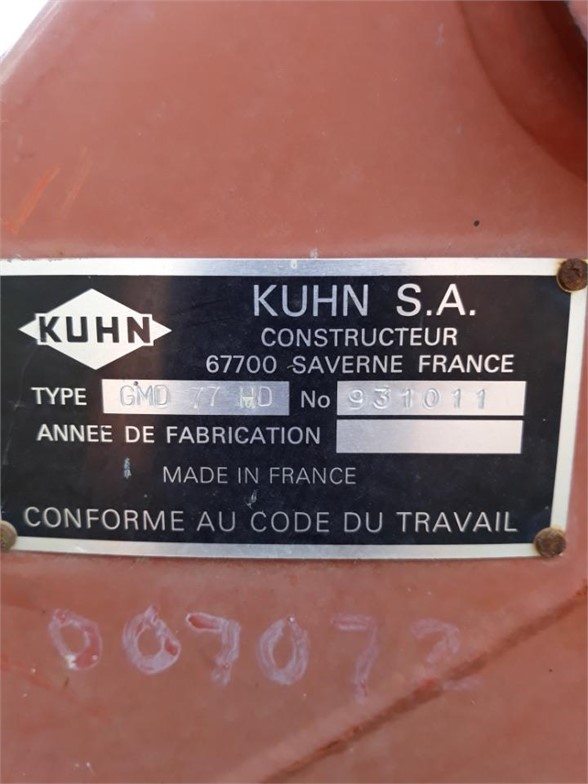 KUHN
KUHN S.A.
CONSTRUCTEUR
67700 SAVERNE FRANCE
TYPE GMD 77 HD No 931011
ANNEE DE FABRICATION
MADE IN FRANCE
CONFORME AU CODE DU TRAVAIL
007072